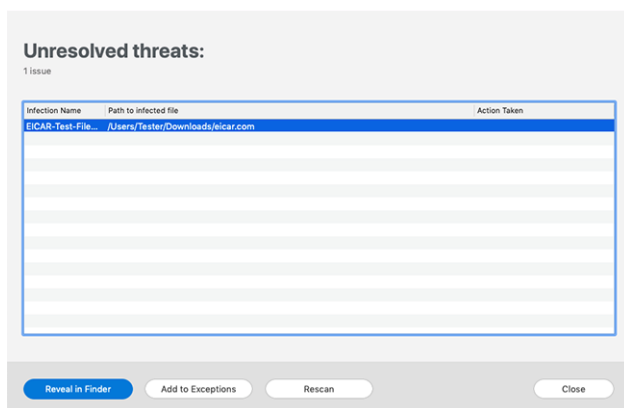 Unresolved threats:
1 issue
Infection Name Path to infected file Action Taken
EICAR-Test-File... /Users/Tester/Downloads/eicar.com
Reveal in Finder Add to Exceptions Rescan Close